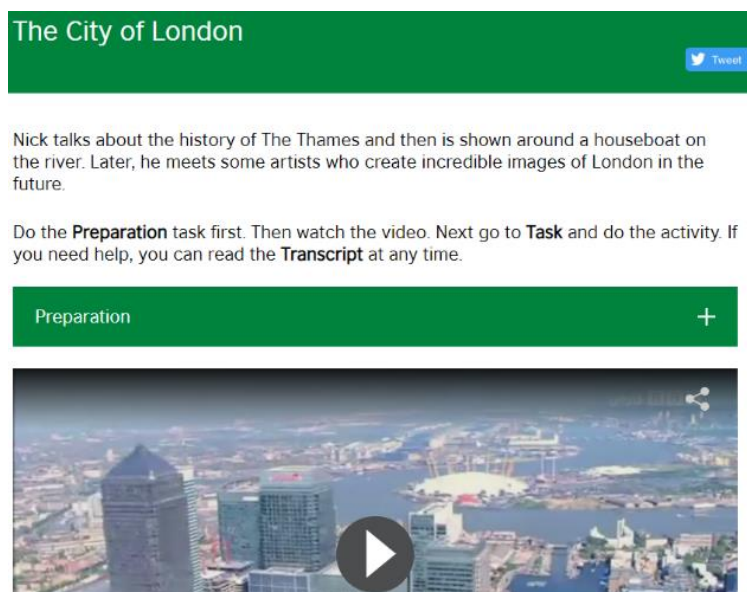 The City of London
Tweet
Nick talks about the history of The Thames and then is shown around a houseboat on
the river. Later, he meets some artists who create incredible images of London in the
future.
Do the Preparation task first. Then watch the video. Next go to Task and do the activity. If
you need help, you can read the Transcript at any time.
Preparation